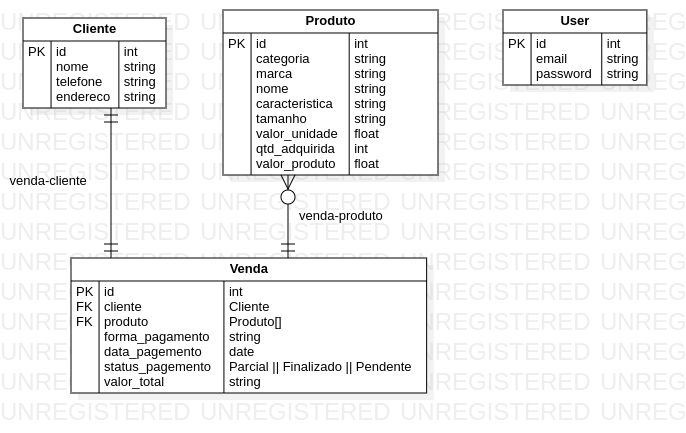 Cliente
PK id int
nome string
telefone string
endereco string
Produto
PK id int
categoria string
marca string
nome string
caracteristica string
tamanho string
valor_unidade float
qtd_adquirida int
valor_produto float
User
PK id int
email string
password string
venda-cliente
venda-produto
Venda
PK id int
FK cliente Cliente
FK produto Produto[]
forma_pagamento string
data_pagemento date
status_pagemento Parcial || Finalizado || Pendente
valor_total string
UNREGISTERED UNREGISTERED UNREGISTERED UNREGISTERED